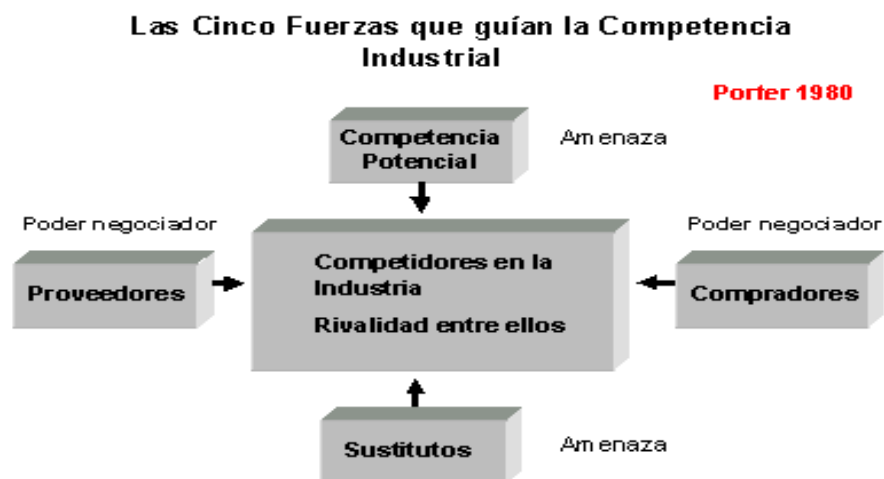 Las Cinco Fuerzas que guían la Competencia
Industrial
Porter 1980
Competencia
Potencial
Amenaza
Poder negociador
Poder negociador
Proveedores
Competidores en la
Industria
Rivalidad entre ellos
Compradores
Sustitutos
Amenaza